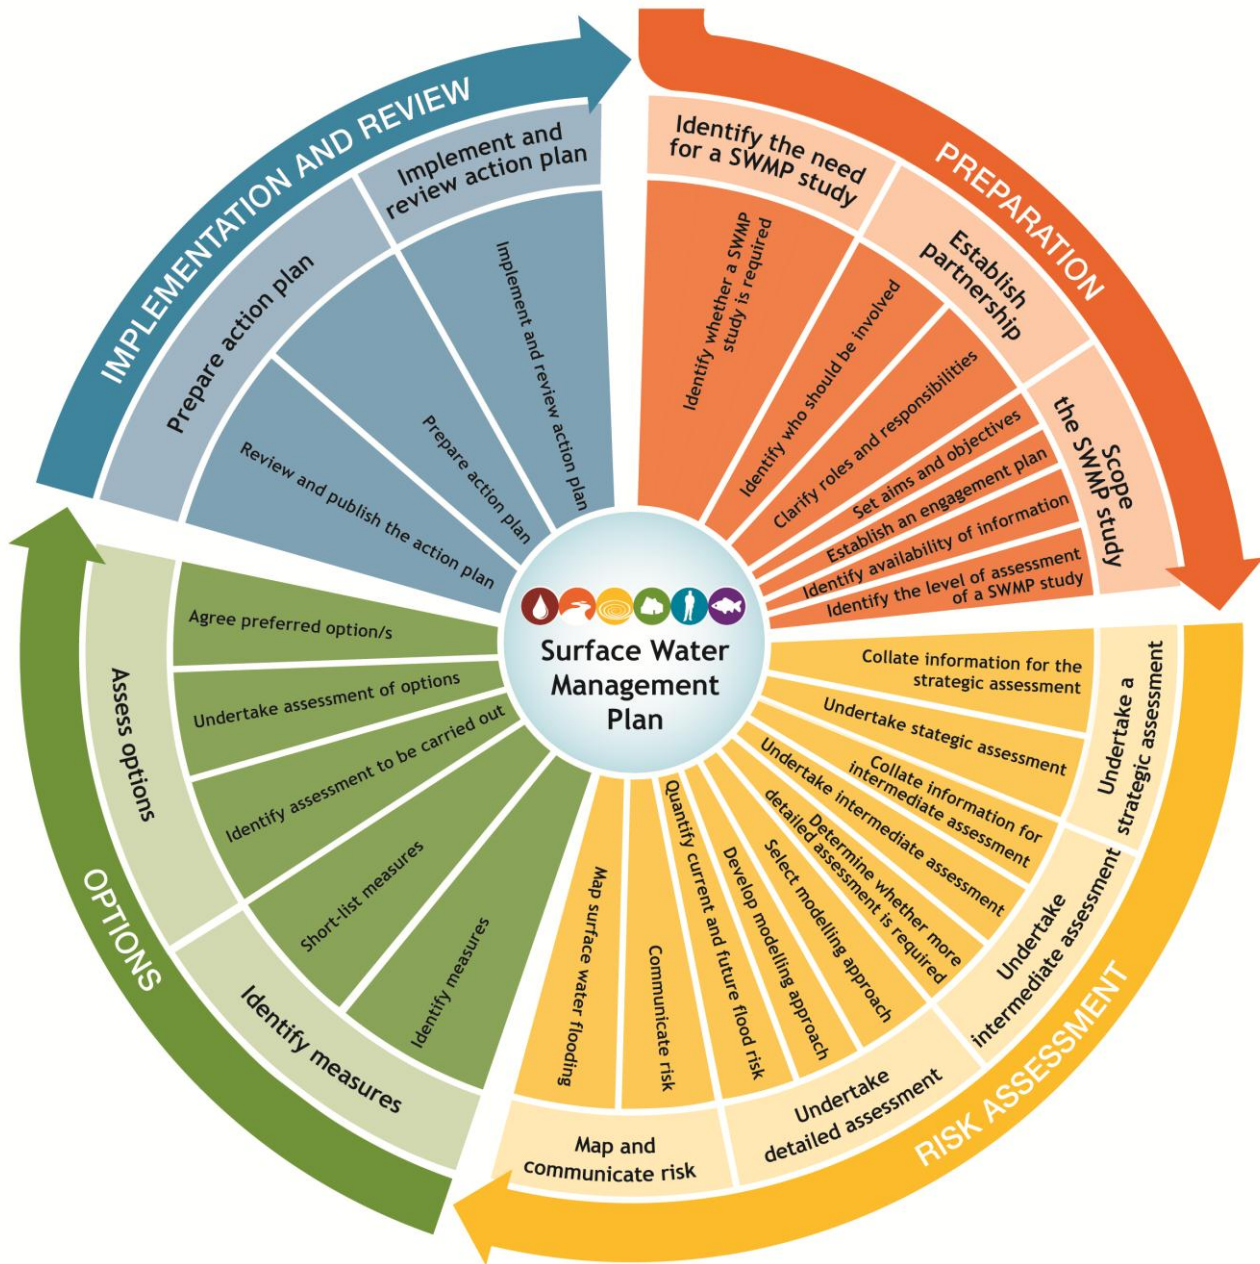 Surface Water
Management
Plan
PREPARATION
Identify the need
for a SWMP study
Identify whether a SWMP
study is required
Establish
partnership
Identify who should be involved
Clarify roles and responsibilities
Scope
the SWMP study
Set aims and objectives
Establish an engagement plan
Identify availability of information
Identify the level of assessment
of a SWMP study
RISK ASSESSMENT
Undertake a
strategic assessment
Collate information for the
strategic assessment
Undertake stategic assessment
Undertake
intermediate assessment
Collate information for
intermediate assessment
Undertake intermediate assessment
Determine whether more
detailed assessment is required
Undertake
detailed assessment
Select modelling approach
Develop modelling approach
Quantify current and future flood risk
Map and
communicate risk
Communicate risk
Map surface water flooding
OPTIONS
Identify measures
Identify measures
Short-list measures
Assess options
Identify assessment to be carried out
Undertake assessment of options
Agree preferred option/s
IMPLEMENTATION AND REVIEW
Prepare action plan
Review and publish the action plan
Prepare action plan
Implement and
review action plan
Implement and review action plan